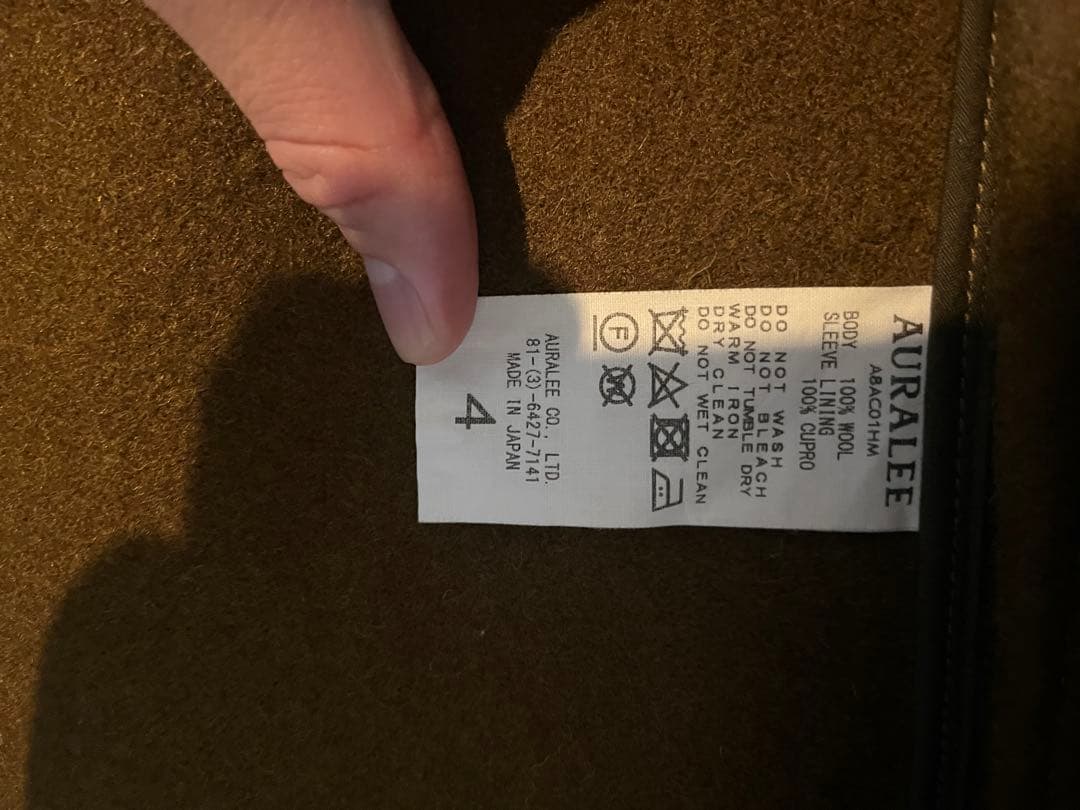 AURALEE
A8AC01HM
BODY 100% WOOL
SLEEVE LINING
100% CUPRO
DO NOT WASH
DO NOT BLEACH
DO NOT TUMBLE DRY
WARM IRON
DRY CLEAN
DO NOT WET CLEAN
F
W
AURALEE CO., LTD.
81-(3)-6427-7141
MADE IN JAPAN
4